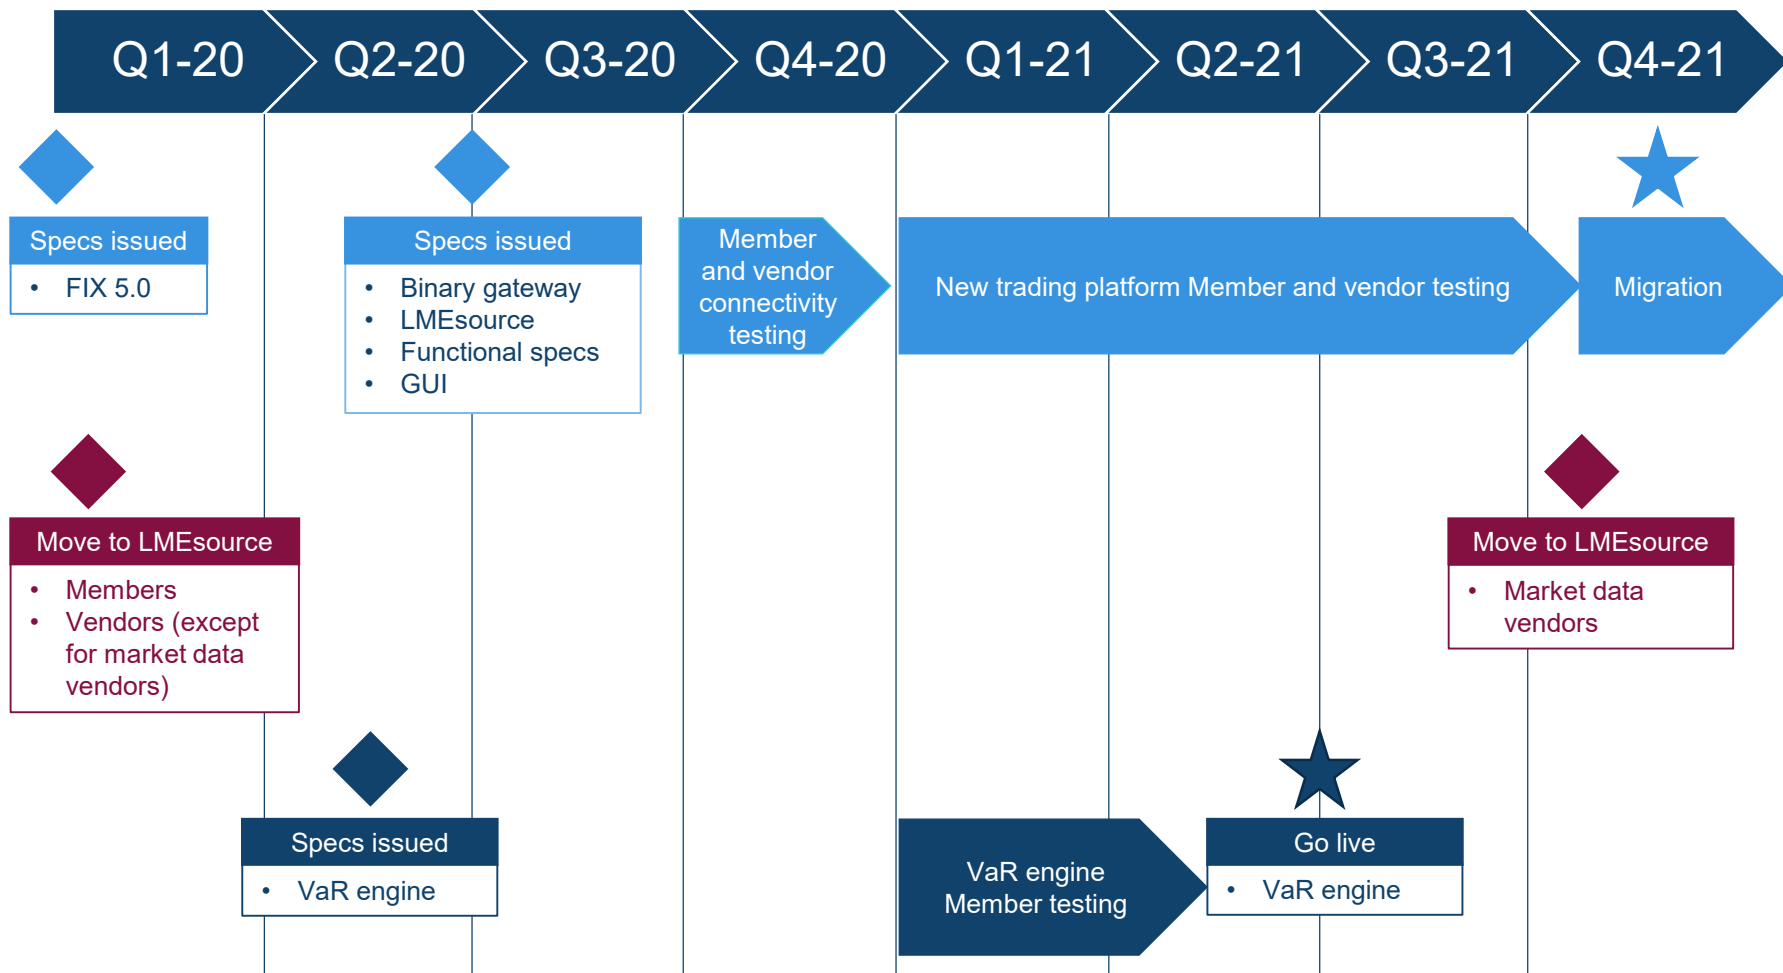 Q1-20
Q2-20
Q3-20
Q4-20
Q1-21
Q2-21
Q3-21
Q4-21
Specs issued
• FIX 5.0
Specs issued
• Binary gateway
• LMEsource
• Functional specs
• GUI
Member
and vendor
connectivity
testing
New trading platform Member and vendor testing
Migration
Move to LMEsource
• Members
• Vendors (except
for market data
vendors)
Move to LMEsource
• Market data
vendors
Specs issued
• VaR engine
VaR engine
Member testing
Go live
• VaR engine